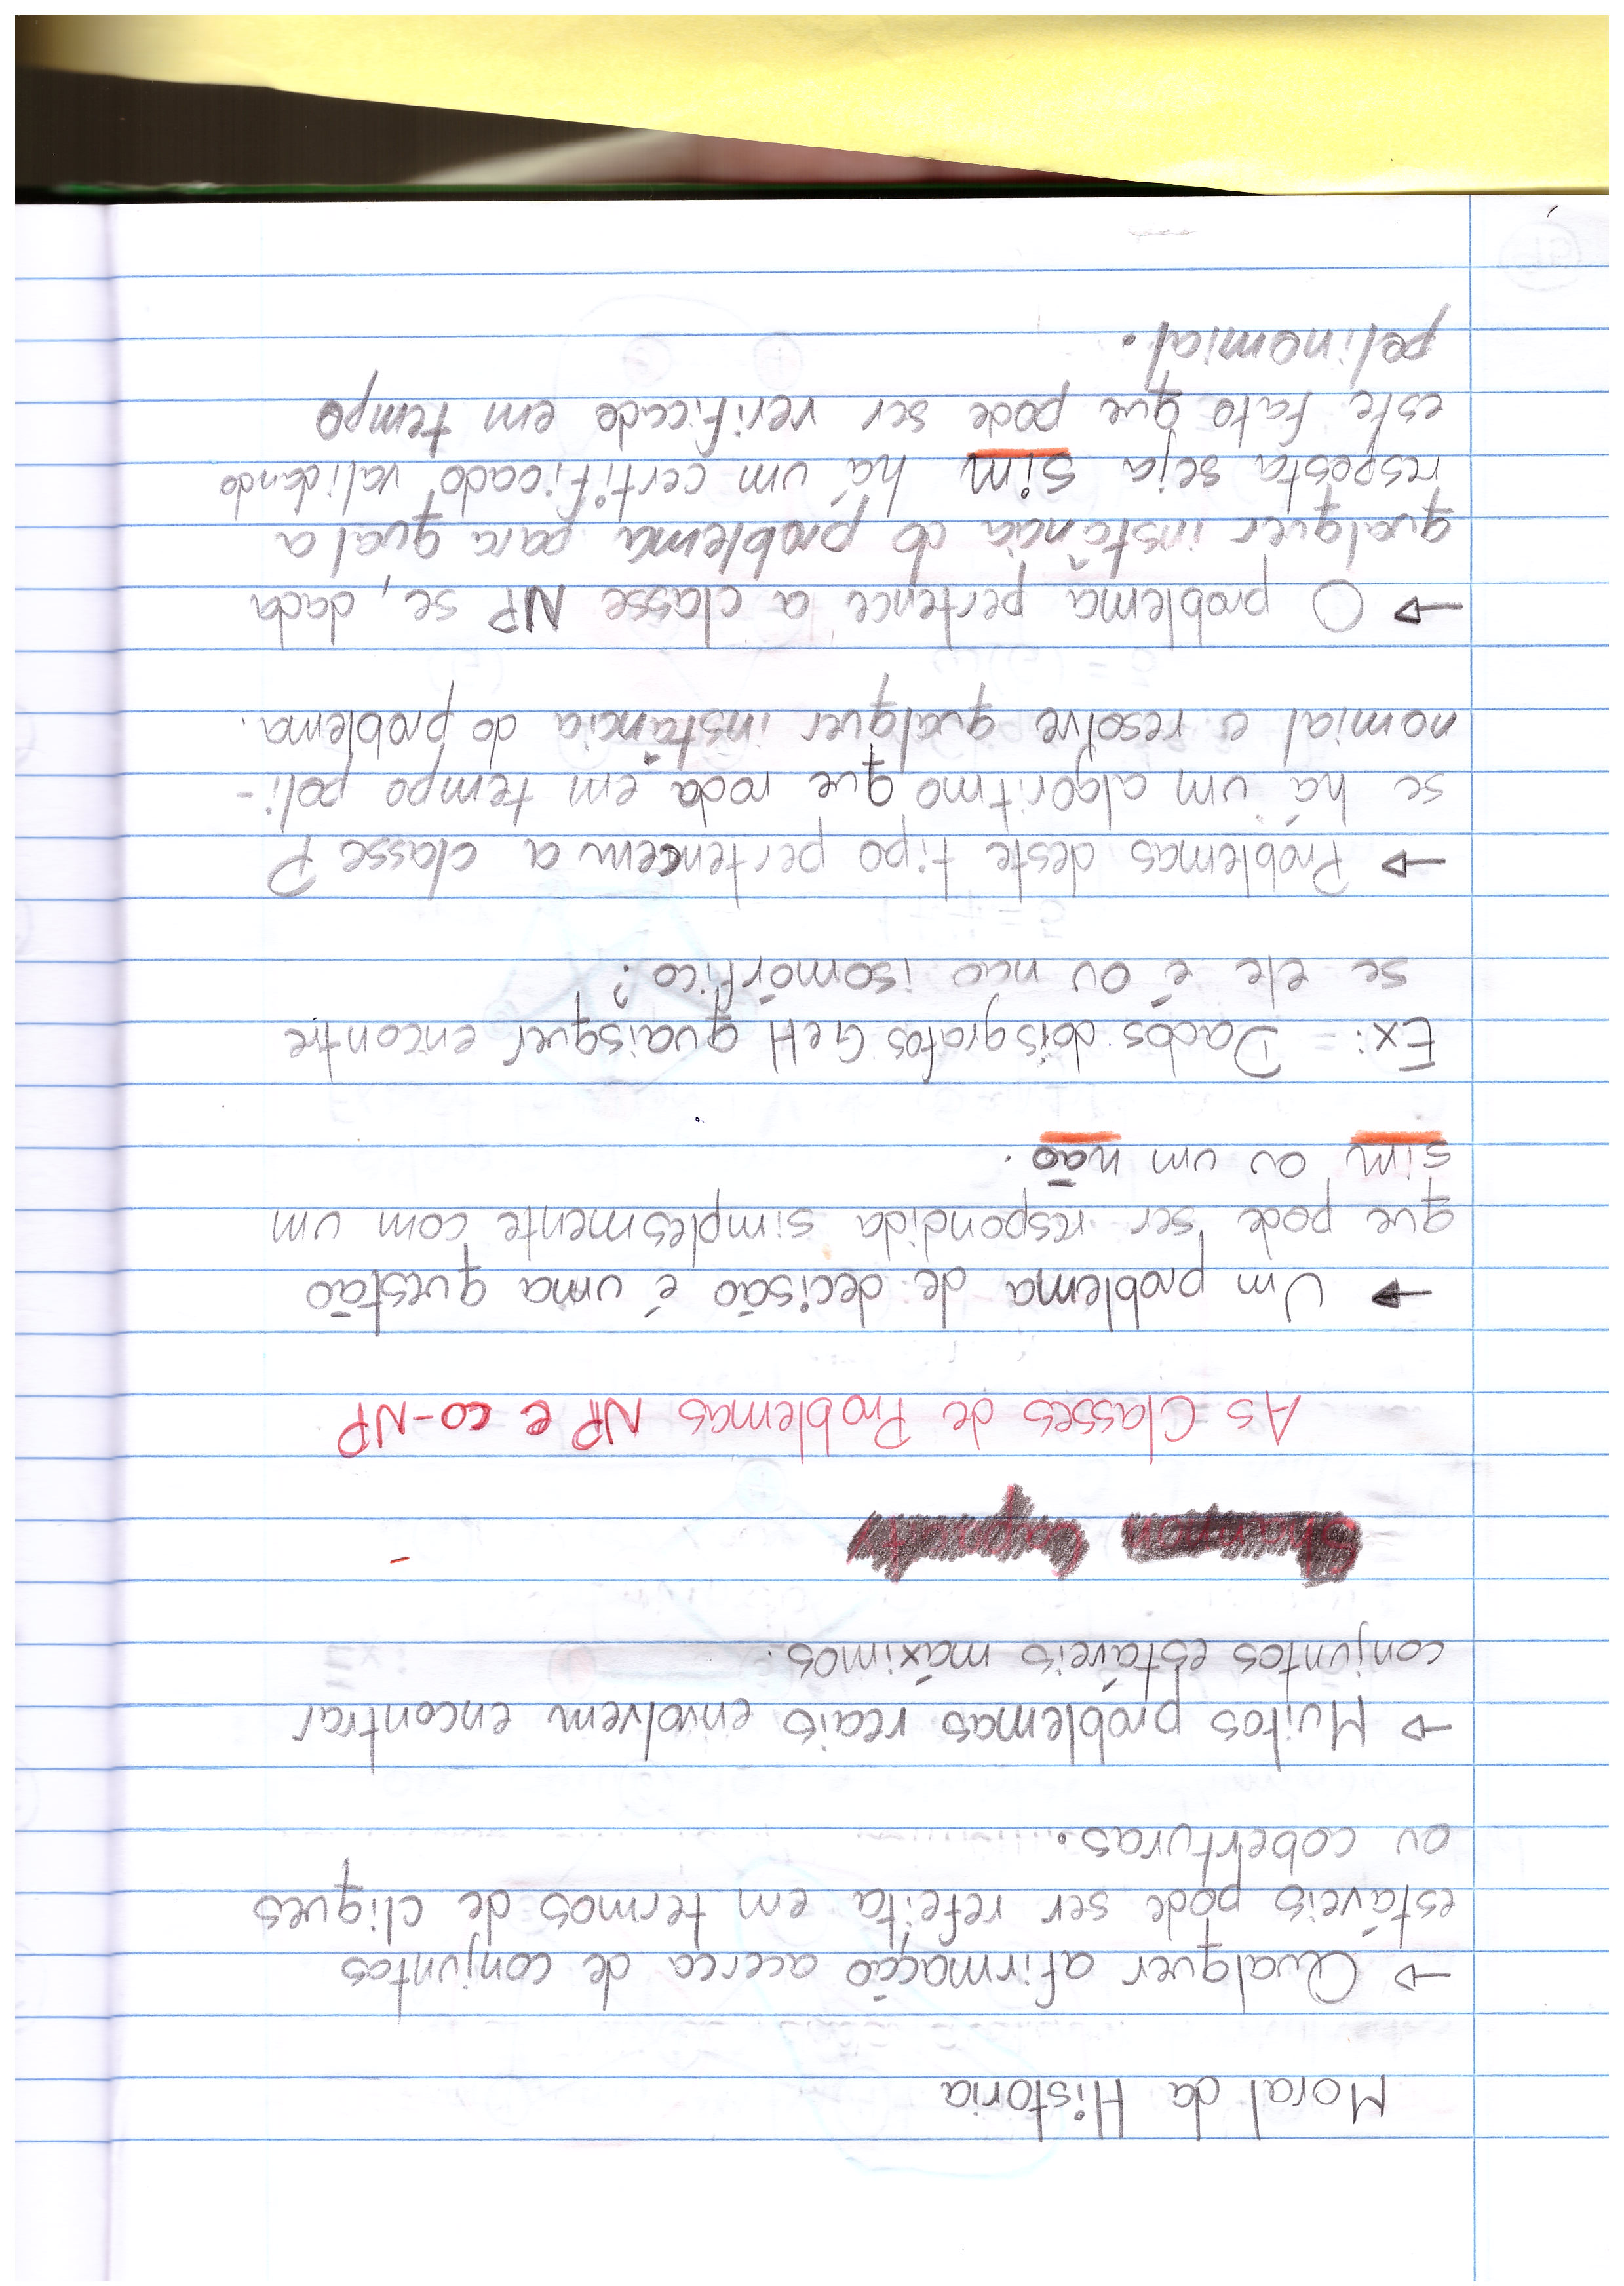 Moral da Historia
→ Qualquer afirmação acerca de conjuntos
estáveis pode ser refeita em termos de cliques
ou coberturas.
→ Muitos problemas reais envolvem encontrar
conjuntos estáveis máximos.
As Classes de Problemas NP e co-NP
→ Um problema de decisão é uma questão
que pode ser respondida simplesmente com um
sim ou um não.
Ex: = Dados dois grafos G e H quaisquer encontre
se ele é ou não isomórfico?
→ Problemas deste tipo pertencem a classe P
se há um algoritmo que roda em tempo poli-
nomial e resolve qualquer instância do problema.
→ O problema pertence a classe NP se, dada
qualquer instância do problema para qual a
resposta seja sim há um certificado validando
este fato que pode ser verificado em tempo
polinomial.